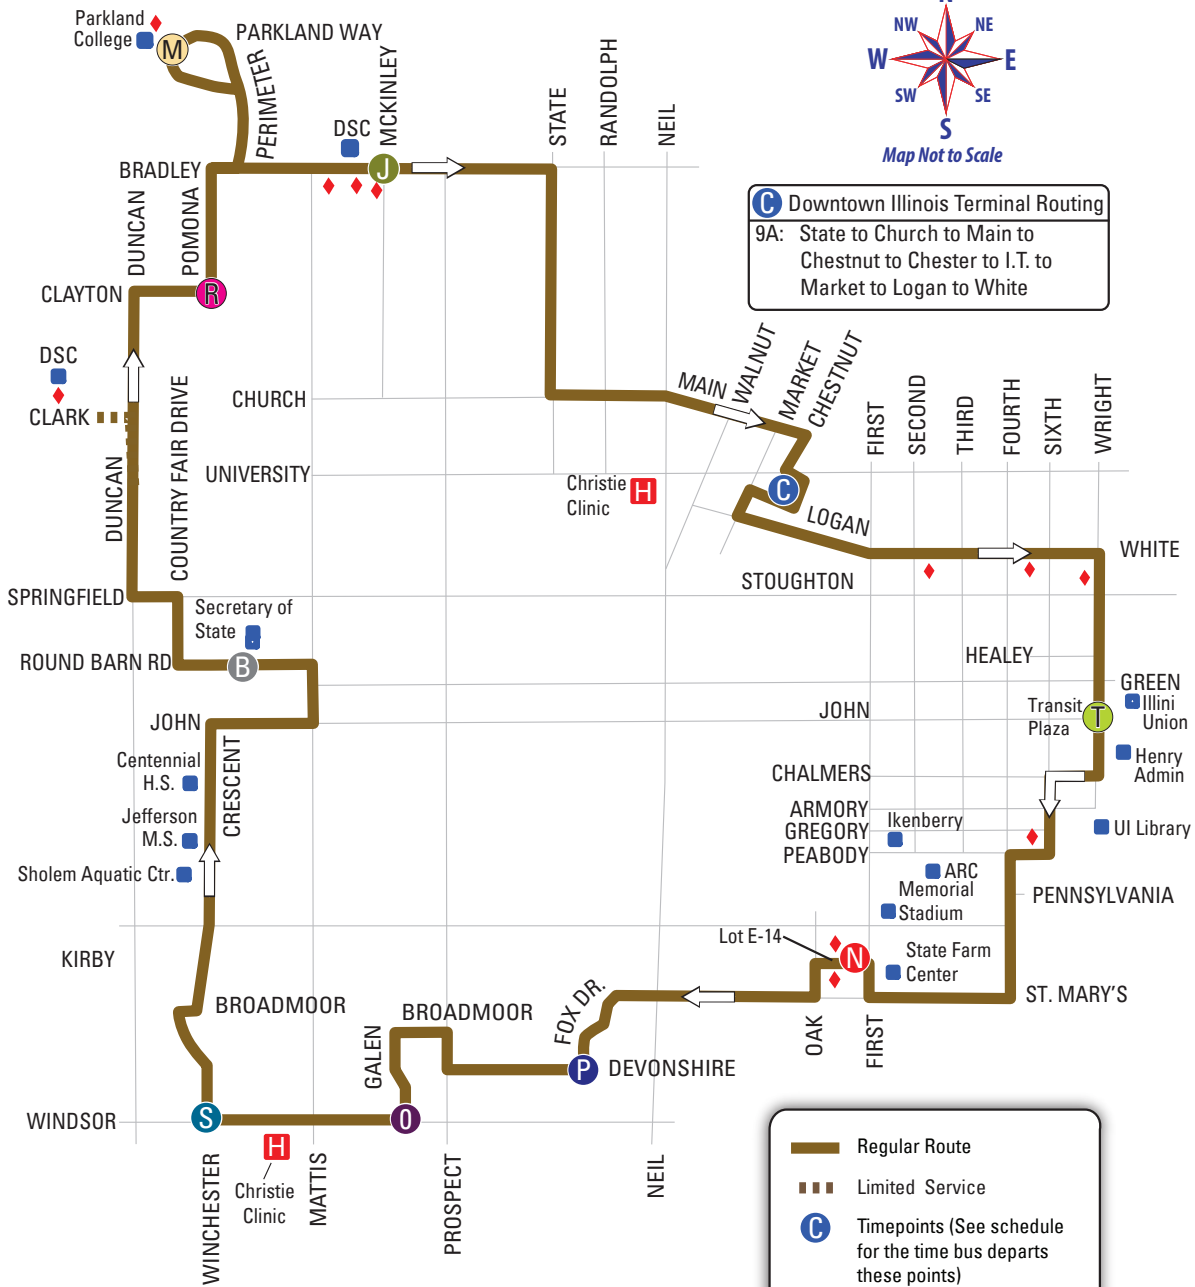 Parkland
College
M
PARKLAND WAY
PERIMETER
DSC
MCKINLEY
STATE
RANDOLPH
NEIL
NW
NE
W
E
SW
SE
S
Map Not to Scale
BRADLEY
J
C Downtown Illinois Terminal Routing
9A: State to Church to Main to
Chestnut to Chester to I.T. to
Market to Logan to White
DUNCAN
POMONA
CLAYTON
R
DSC
CLARK
DUNCAN
COUNTRY FAIR DRIVE
CHURCH
MAIN
WALNUT
MARKET
CHESTNUT
FIRST
SECOND
THIRD
FOURTH
SIXTH
WRIGHT
UNIVERSITY
Christie
Clinic
H
C
LOGAN
WHITE
STOUGHTON
SPRINGFIELD
Secretary of
State
ROUND BARN RD
B
HEALEY
GREEN
JOHN
JOHN
Transit
Plaza
T
Illini
Union
Centennial
H.S.
CRESCENT
CHALMERS
Henry
Admin
Jefferson
M.S.
ARMORY
GREGORY
PEABODY
Ikenberry
UI Library
Sholem Aquatic Ctr.
ARC
Memorial
Stadium
PENNSYLVANIA
KIRBY
Lot E-14
N
State Farm
Center
BROADMOOR
BROADMOOR
FOX DR.
OAK
FIRST
ST. MARY'S
GALEN
P
DEVONSHIRE
WINDSOR
S
O
H
Christie
Clinic
WINCHESTER
MATTIS
PROSPECT
NEIL
Regular Route
Limited Service
C
Timepoints (See schedule
for the time bus departs
these points)